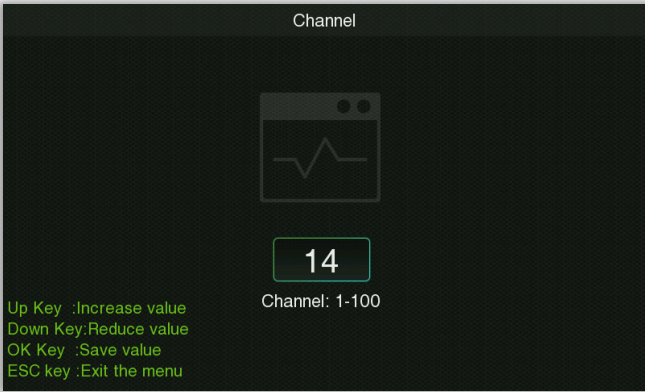 Channel
14
Channel: 1-100
Up Key :Increase value
Down Key:Reduce value
OK Key :Save value
ESC key :Exit the menu